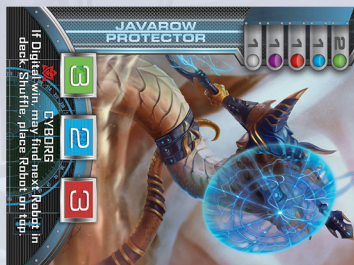 JAVAROW
PROTECTOR
1
1
1
1
2
3
2
3
CYBORG
If Digital win, may find next Robot in
deck. Shuffle, place Robot on top.